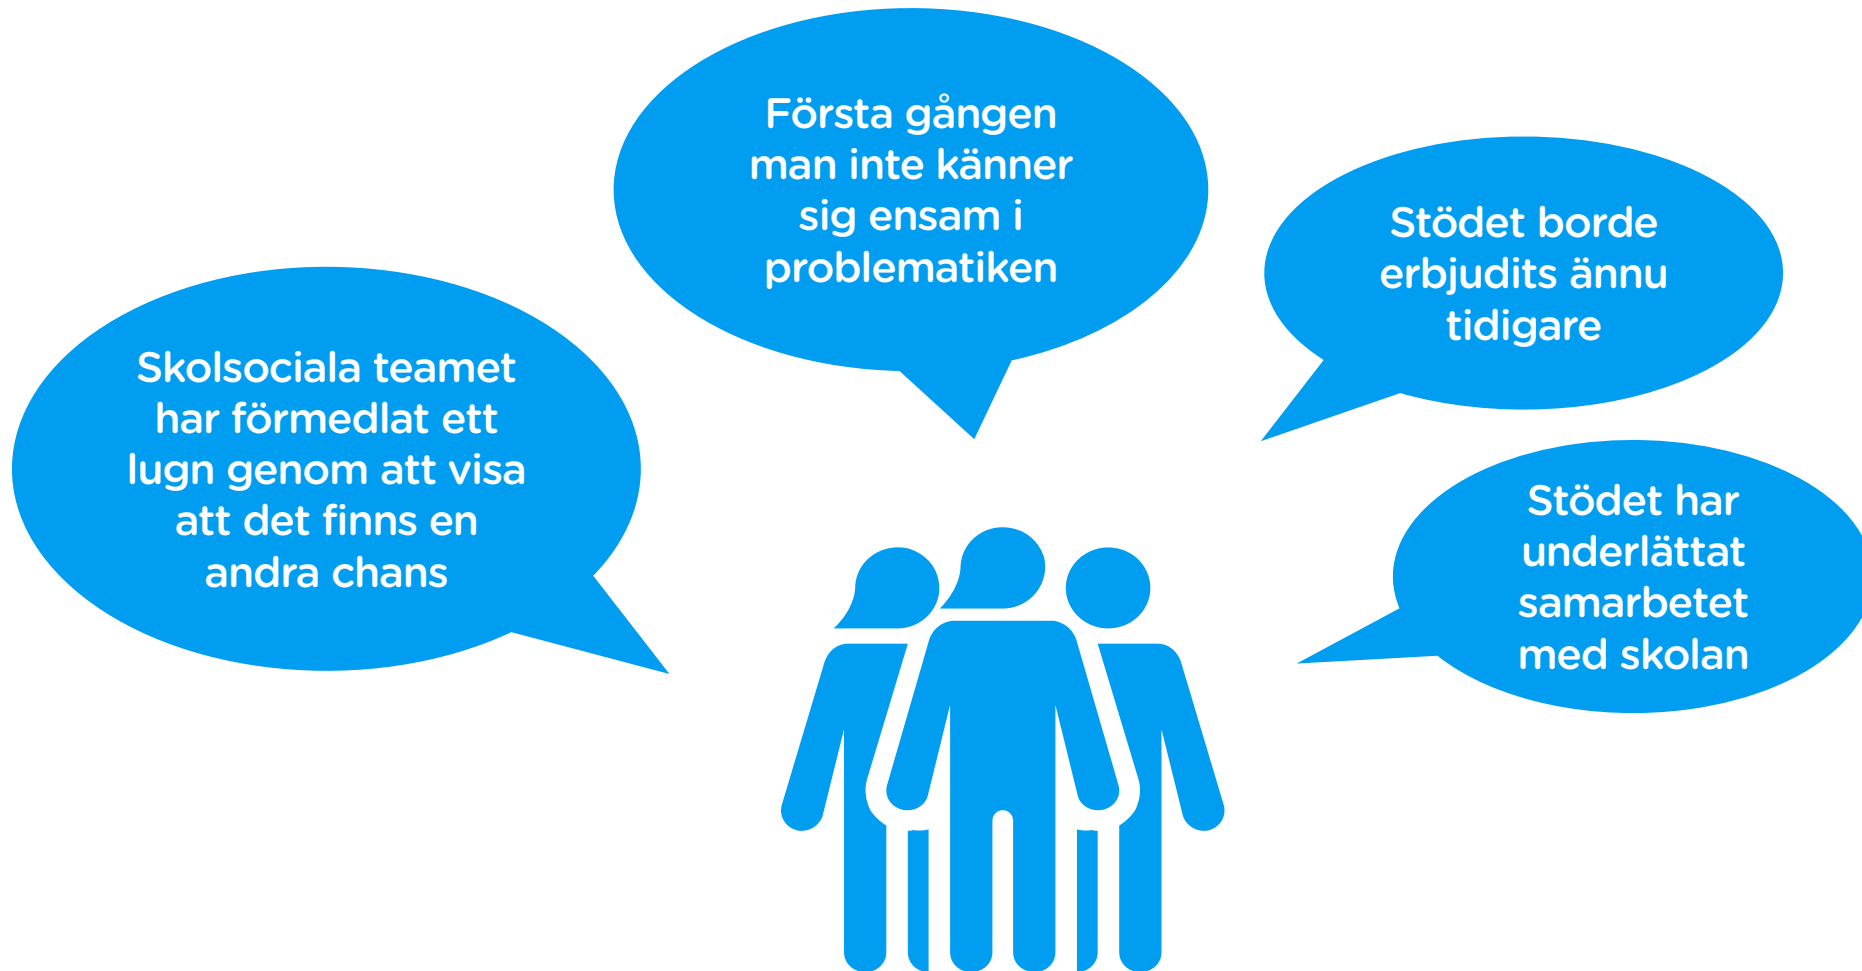 Första gången
man inte känner
sig ensam i
problematiken
Stödet borde
erbjudits ännu
tidigare
Skolsociala teamet
har förmedlat ett
lugn genom att visa
att det finns en
andra chans
Stödet har
underlättat
samarbetet
med skolan